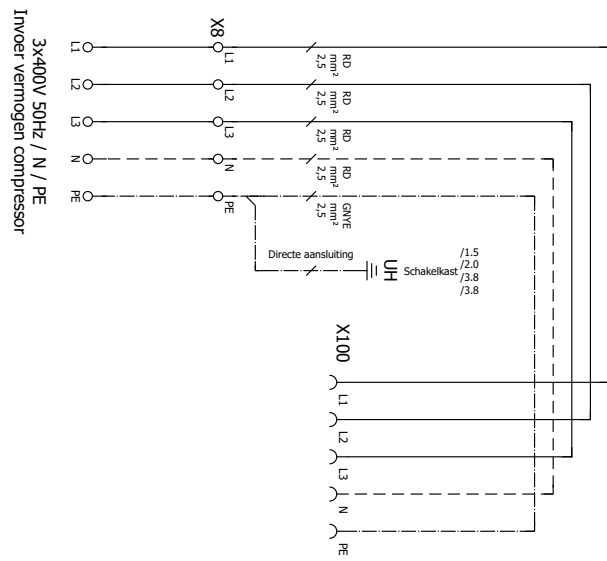 3x400V 50Hz / N / PE
Invoer vermogen compressor
L1
L2
L3
N
PE
X8
L1
L2
L3
N
PE
RD
mm²
2,5
RD
mm²
2,5
RD
mm²
2,5
RD
mm²
2,5
GNYE
mm²
2,5
Directe aansluiting
UH
Schakelkast
/1.5
/2.0
/3.8
/3.8
X100
L1
L2
L3
N
PE